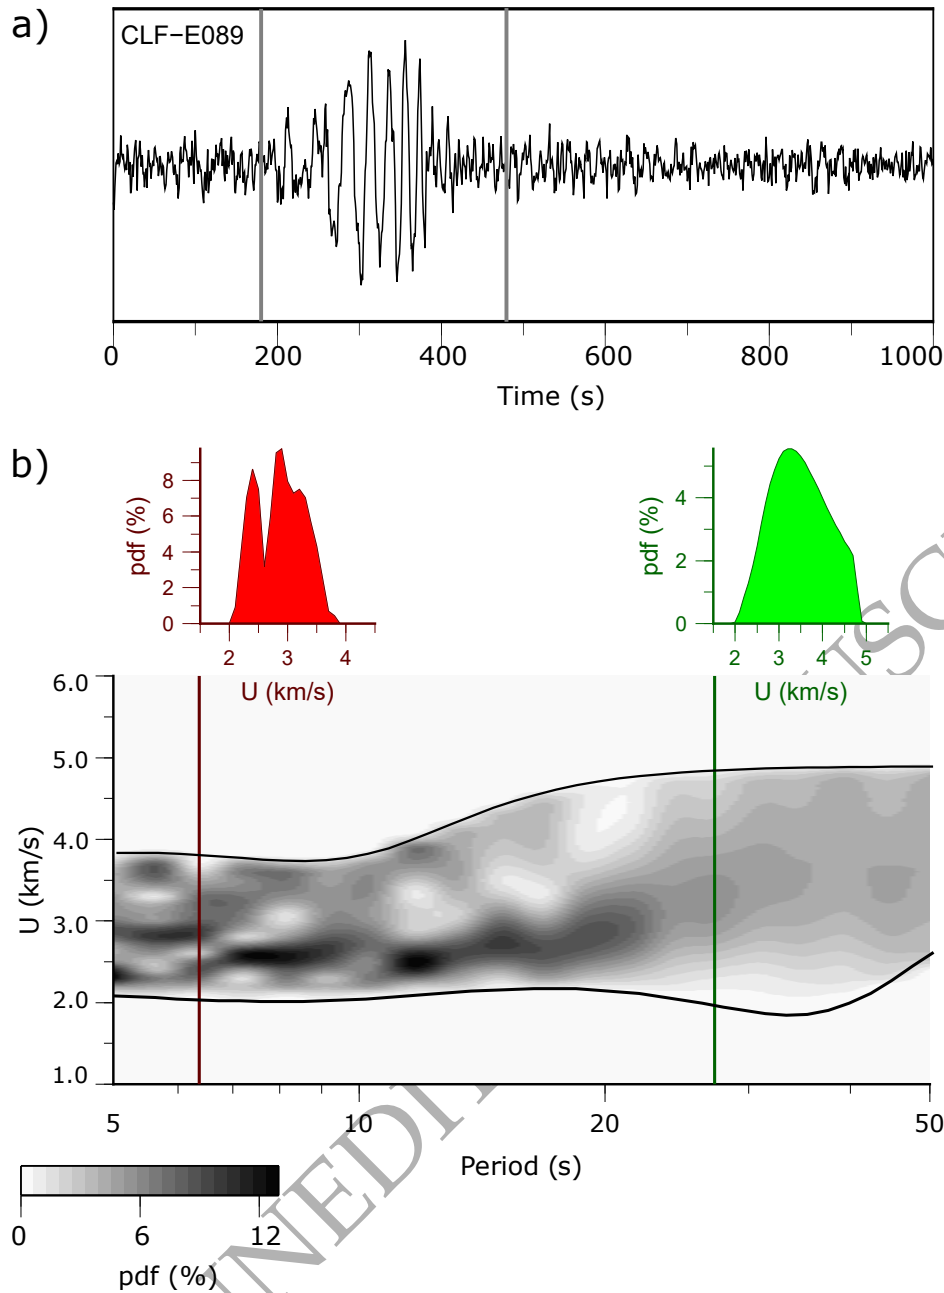 a)
CLF−E089
0 200 400 600 800 1000
Time (s)
b)
pdf (%)
8
6
4
2
0
2 3 4
U (km/s)
pdf (%)
4
2
0
2 3 4 5
U (km/s)
U (km/s)
6.0
5.0
4.0
3.0
2.0
1.0
5 10 20 50
Period (s)
0 6 12
pdf (%)